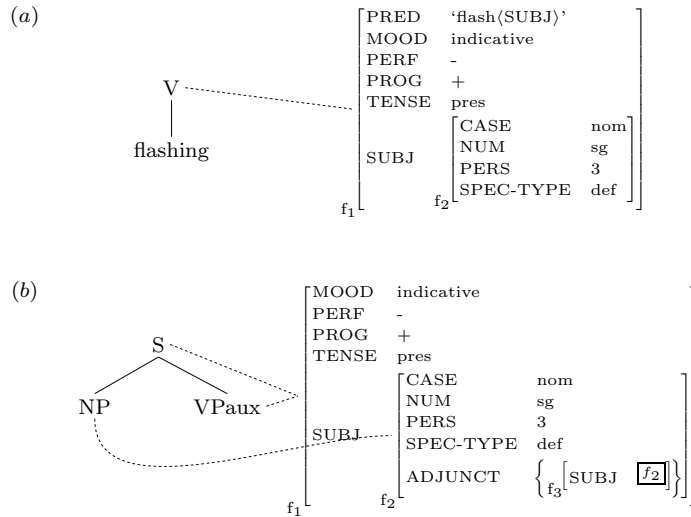 (a)
V
flashing
PRED ‘flash⟨SUBJ⟩’
MOOD indicative
PERF -
PROG +
TENSE pres
SUBJ
CASE nom
NUM sg
PERS 3
SPEC-TYPE def
f2
f1
(b)
S
NP VPaux
MOOD indicative
PERF -
PROG +
TENSE pres
SUBJ
CASE nom
NUM sg
PERS 3
SPEC-TYPE def
ADJUNCT { f3 [SUBJ f2] }
f2
f1